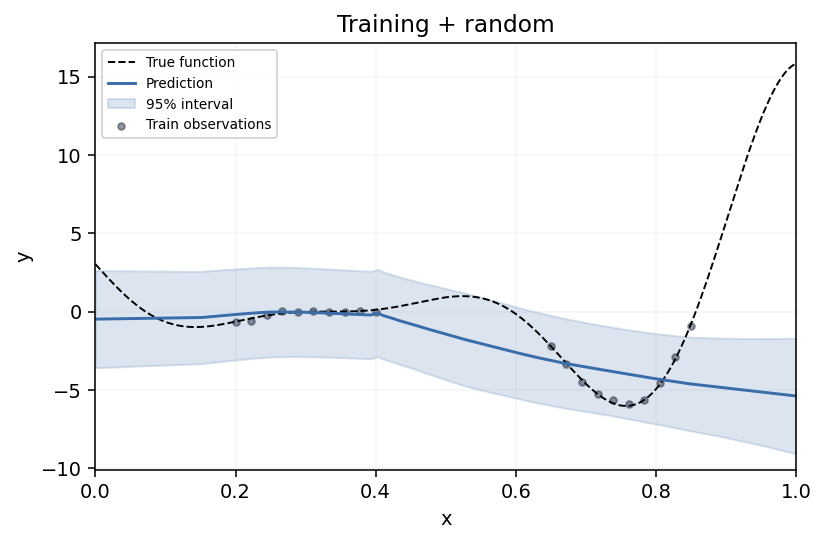 Training + random
True function
Prediction
95% interval
Train observations
y
15
10
5
0
−5
−10
0.0 0.2 0.4 0.6 0.8 1.0
x